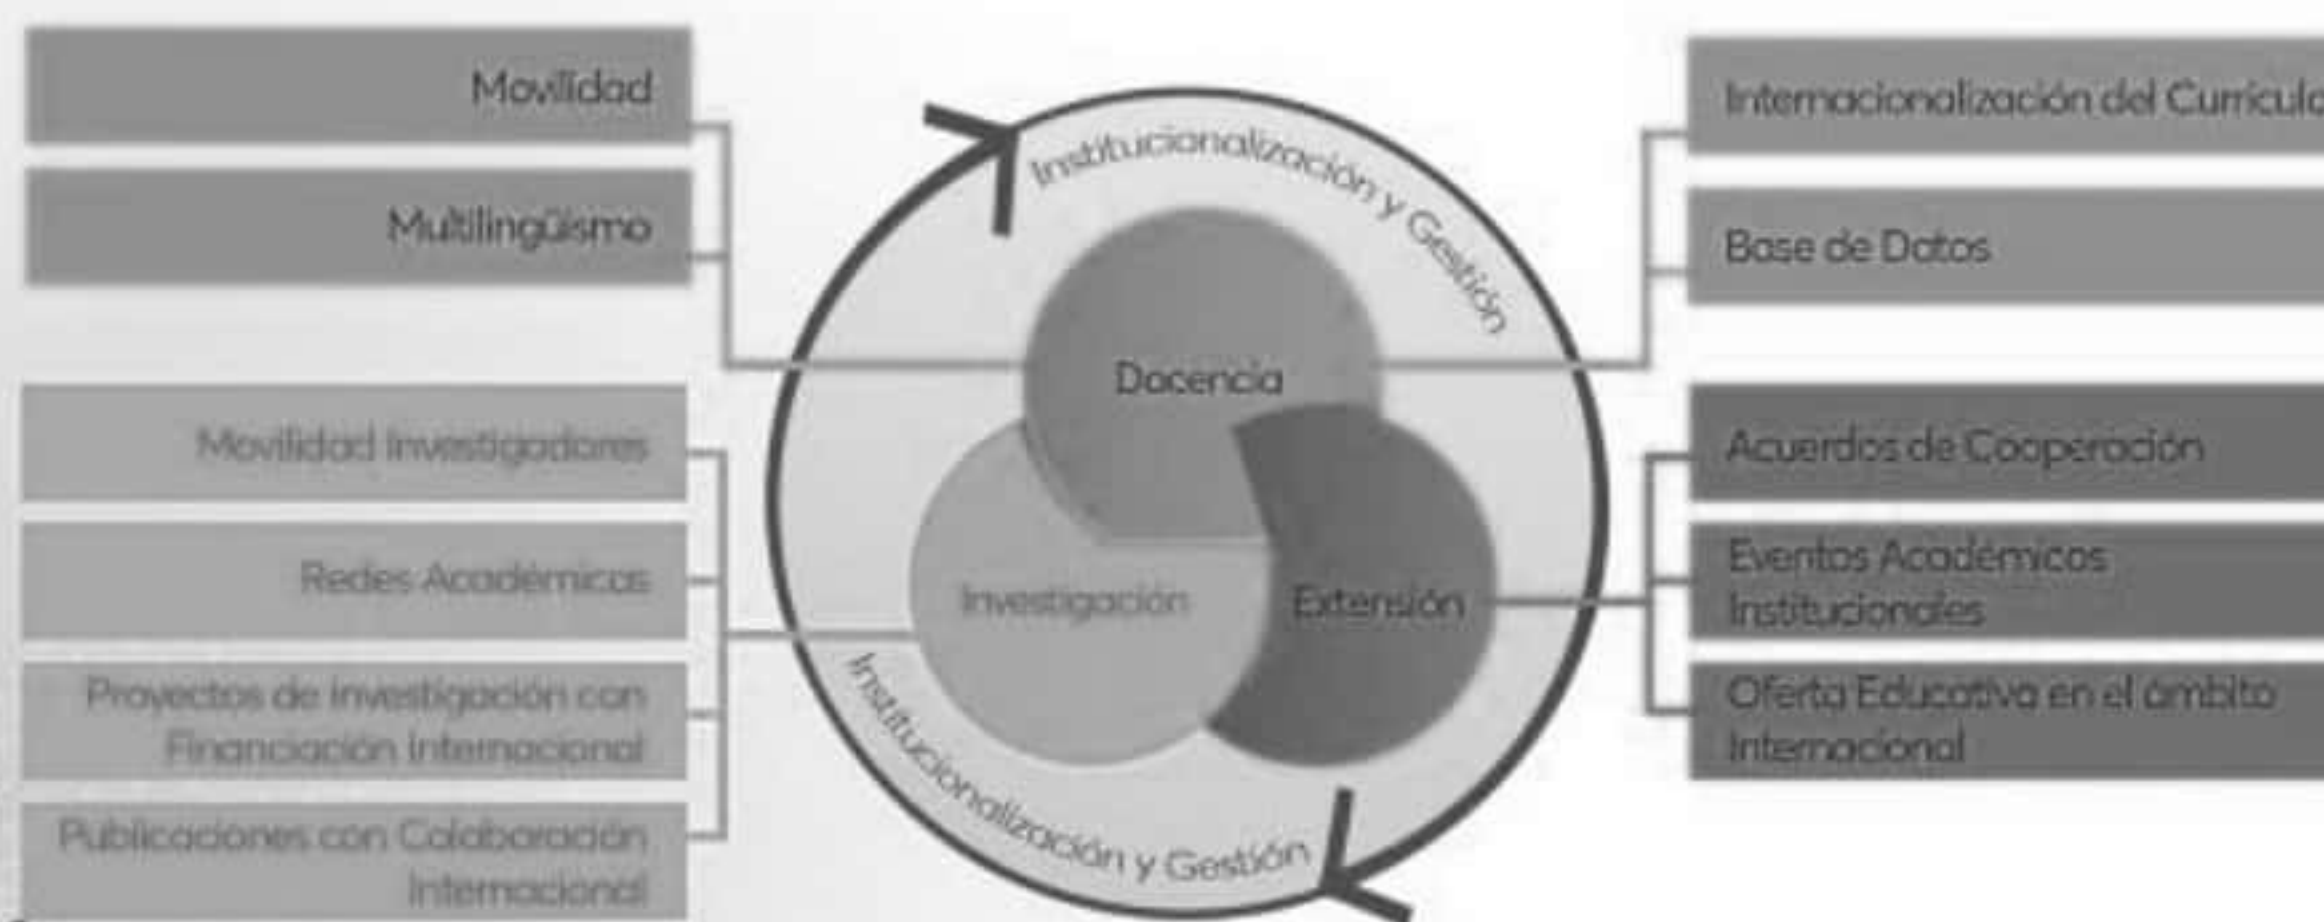 Movilidad
Multilingüismo
Movilidad Investigadores
Redes Académicas
Proyectos de Investigación con
Financiación Internacional
Publicaciones con Colaboración
Internacional
Institucionalización y Gestión
Docencia
Investigación
Extensión
Institucionalización y Gestión
Internacionalización del Currícul
Base de Datos
Acuerdos de Cooperación
Eventos Académicos
Institucionales
Oferta Educativa en el ámbito
Internacional